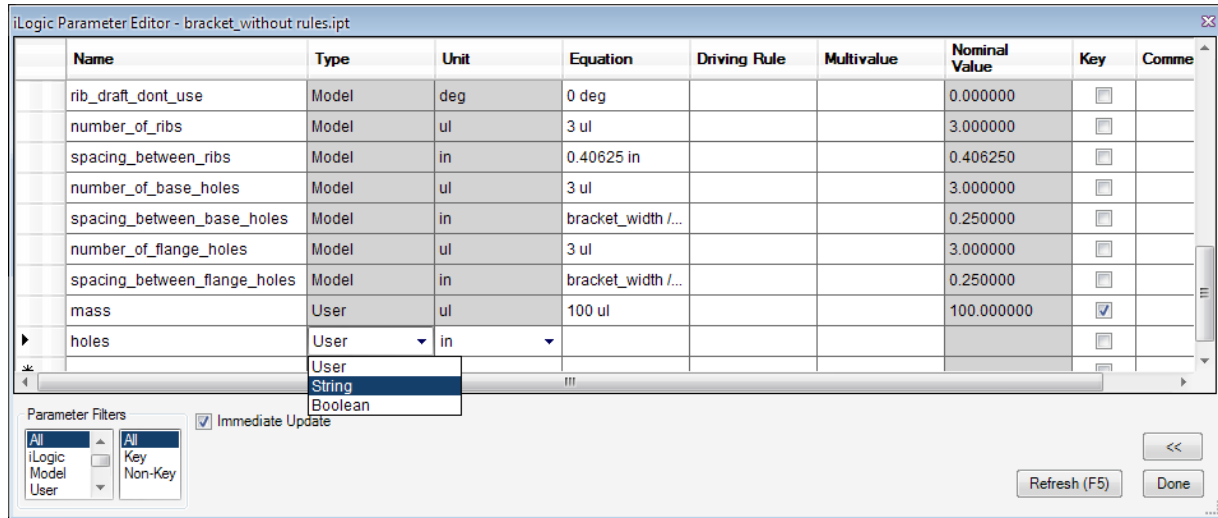 iLogic Parameter Editor - bracket_without rules.ipt
Name Type Unit Equation Driving Rule Multivalue Nominal Value Key Comme
rib_draft_dont_use Model deg 0 deg 0.000000
number_of_ribs Model ul 3 ul 3.000000
spacing_between_ribs Model in 0.40625 in 0.406250
number_of_base_holes Model ul 3 ul 3.000000
spacing_between_base_holes Model in bracket_width /... 0.250000
number_of_flange_holes Model ul 3 ul 3.000000
spacing_between_flange_holes Model in bracket_width /... 0.250000
mass User ul 100 ul 100.000000
holes User in
User
String
Boolean
Parameter Filters
Immediate Update
All All
iLogic Key
Model Non-Key
User
<<
Refresh (F5) Done